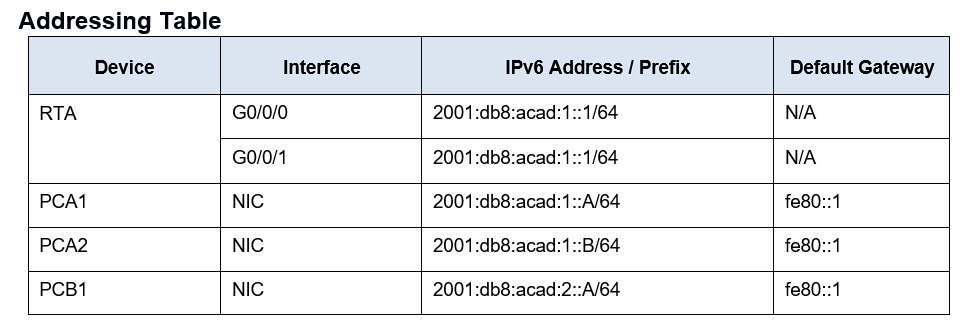 Addressing Table
Device Interface IPv6 Address / Prefix Default Gateway
RTA G0/0/0 2001:db8:acad:1::1/64 N/A
G0/0/1 2001:db8:acad:1::1/64 N/A
PCA1 NIC 2001:db8:acad:1::A/64 fe80::1
PCA2 NIC 2001:db8:acad:1::B/64 fe80::1
PCB1 NIC 2001:db8:acad:2::A/64 fe80::1